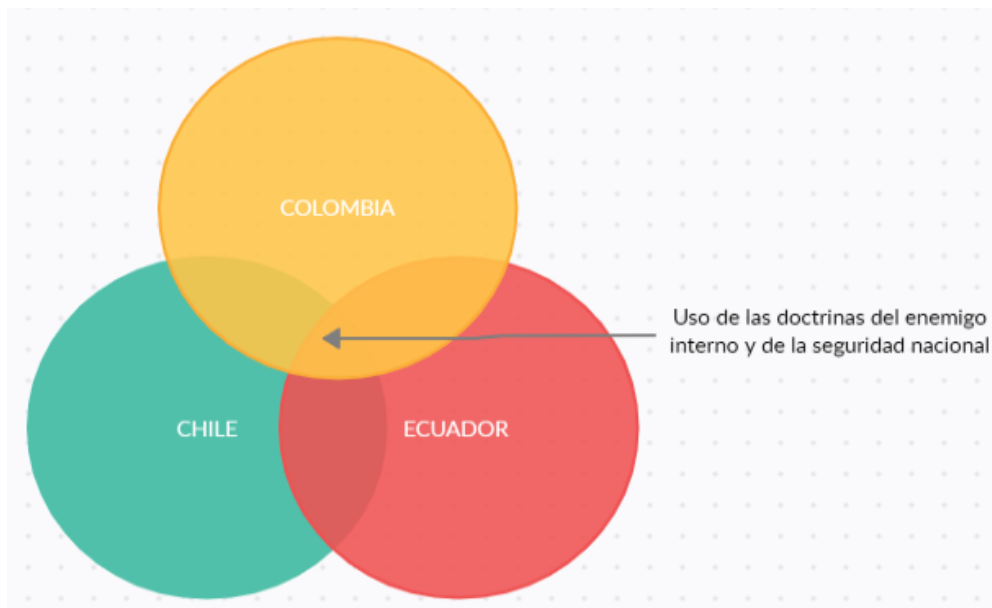 COLOMBIA
Uso de las doctrinas del enemigo
interno y de la seguridad nacional
CHILE
ECUADOR